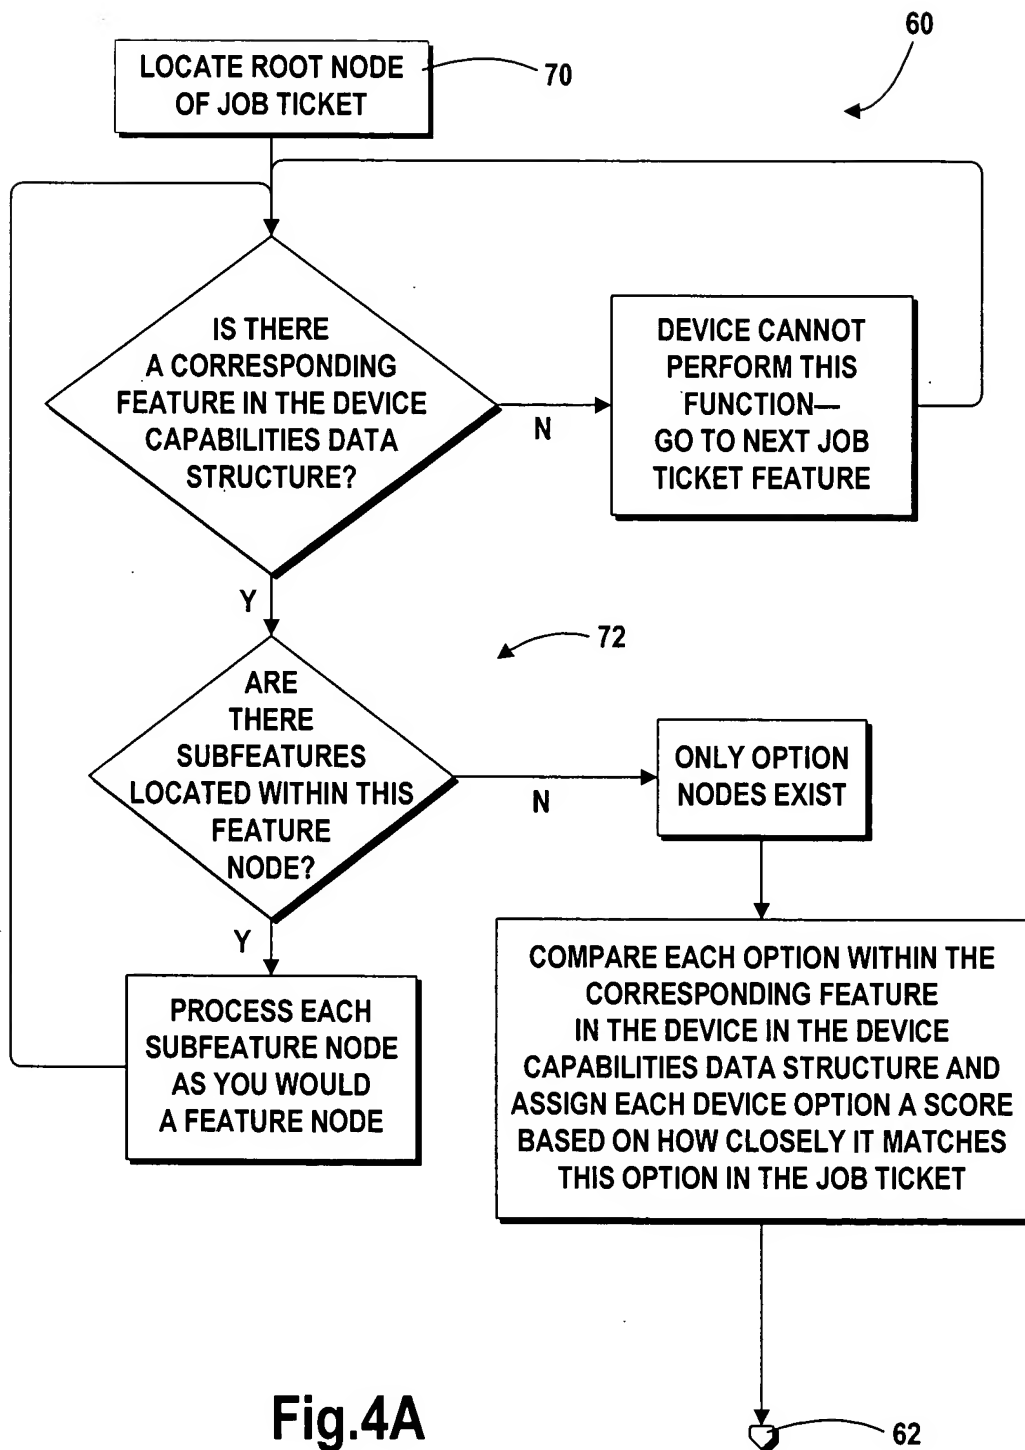 60
LOCATE ROOT NODE
OF JOB TICKET
70
IS THERE
A CORRESPONDING
FEATURE IN THE DEVICE
CAPABILITIES DATA
STRUCTURE?
N
DEVICE CANNOT
PERFORM THIS
FUNCTION—
GO TO NEXT JOB
TICKET FEATURE
Y
72
ARE
THERE
SUBFEATURES
LOCATED WITHIN THIS
FEATURE
NODE?
N
ONLY OPTION
NODES EXIST
Y
PROCESS EACH
SUBFEATURE NODE
AS YOU WOULD
A FEATURE NODE
COMPARE EACH OPTION WITHIN THE
CORRESPONDING FEATURE
IN THE DEVICE IN THE DEVICE
CAPABILITIES DATA STRUCTURE AND
ASSIGN EACH DEVICE OPTION A SCORE
BASED ON HOW CLOSELY IT MATCHES
THIS OPTION IN THE JOB TICKET
Fig.4A
62